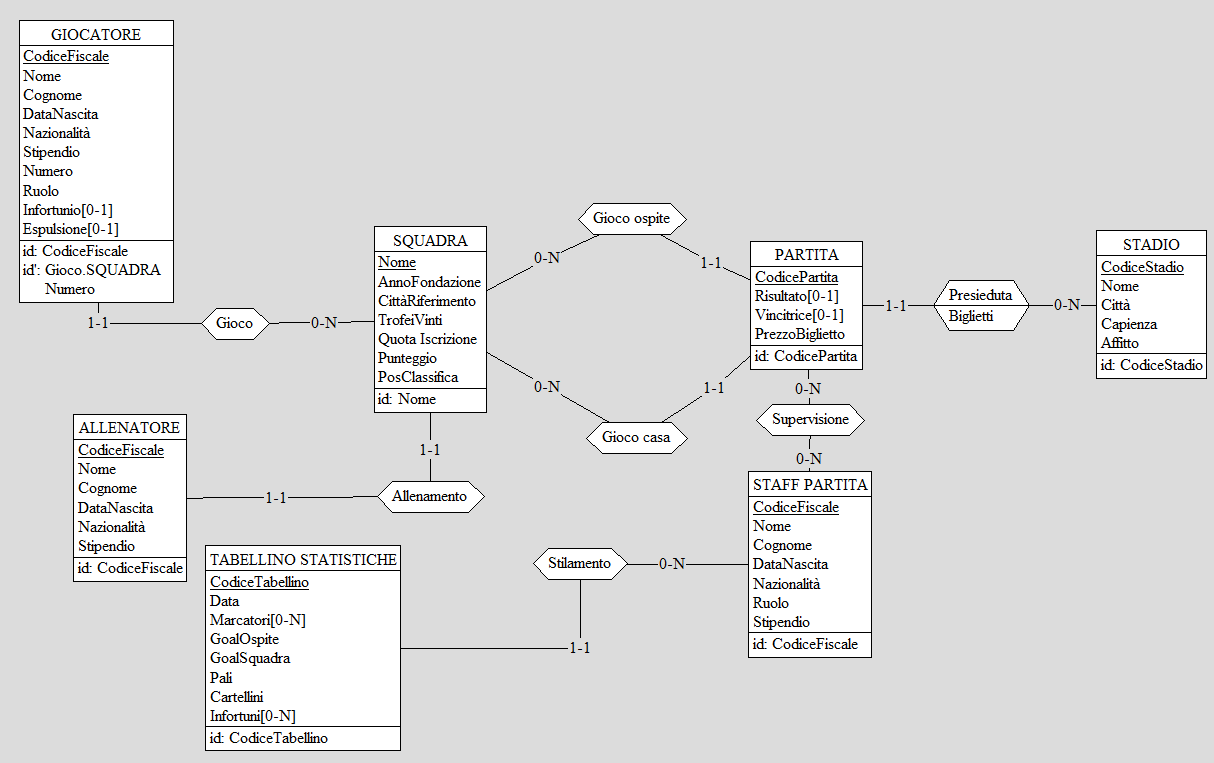 GIOCATORE
CodiceFiscale
Nome
Cognome
DataNascita
Nazionalità
Stipendio
Numero
Ruolo
Infortunio[0-1]
Espulsione[0-1]
id: CodiceFiscale
id': Gioco.SQUADRA
Numero
1-1
Gioco
0-N
SQUADRA
Nome
AnnoFondazione
CittàRiferimento
TrofeiVinti
Quota Iscrizione
Punteggio
PosClassifica
id: Nome
0-N
Gioco ospite
1-1
0-N
Gioco casa
1-1
PARTITA
CodicePartita
Risultato[0-1]
Vincitrice[0-1]
PrezzoBiglietto
id: CodicePartita
1-1
Presieduta
Biglietti
0-N
STADIO
CodiceStadio
Nome
Città
Capienza
Affitto
id: CodiceStadio
0-N
Supervisione
0-N
ALLENATORE
CodiceFiscale
Nome
Cognome
DataNascita
Nazionalità
Stipendio
id: CodiceFiscale
1-1
Allenamento
1-1
STAFF PARTITA
CodiceFiscale
Nome
Cognome
DataNascita
Nazionalità
Ruolo
Stipendio
id: CodiceFiscale
TABELLINO STATISTICHE
CodiceTabellino
Data
Marcatori[0-N]
GoalOspite
GoalSquadra
Pali
Cartellini
Infortuni[0-N]
id: CodiceTabellino
Stilamento
0-N
1-1